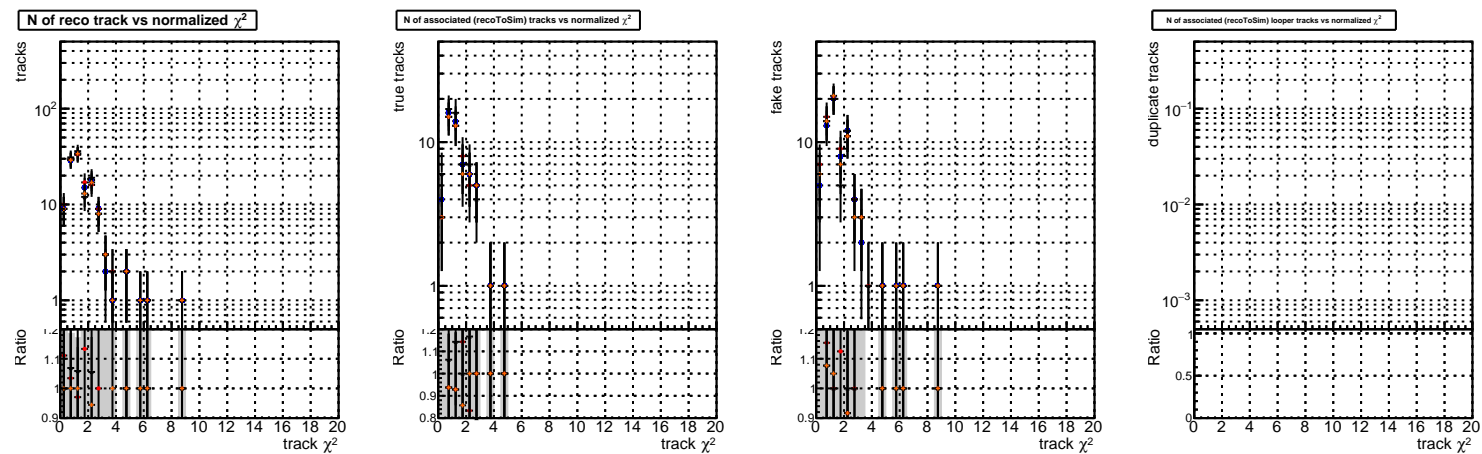 N of reco track vs normalized χ²
tracks
10²
10
1
Ratio
1.2
1.1
1
0.9
0 2 4 6 8 10 12 14 16 18 20
track χ²
N of associated (recoToSim) tracks vs normalized χ²
true tracks
10
1
Ratio
1.2
1.1
1
0.9
0.8
0 2 4 6 8 10 12 14 16 18 20
track χ²
N of associated (recoToSim) looper tracks vs normalized χ²
fake tracks
10
1
Ratio
1.2
1.1
1
0.9
0 2 4 6 8 10 12 14 16 18 20
track χ²
duplicate tracks
10⁻¹
10⁻²
10⁻³
Ratio
1
0.5
0
0 2 4 6 8 10 12 14 16 18 20
track χ²